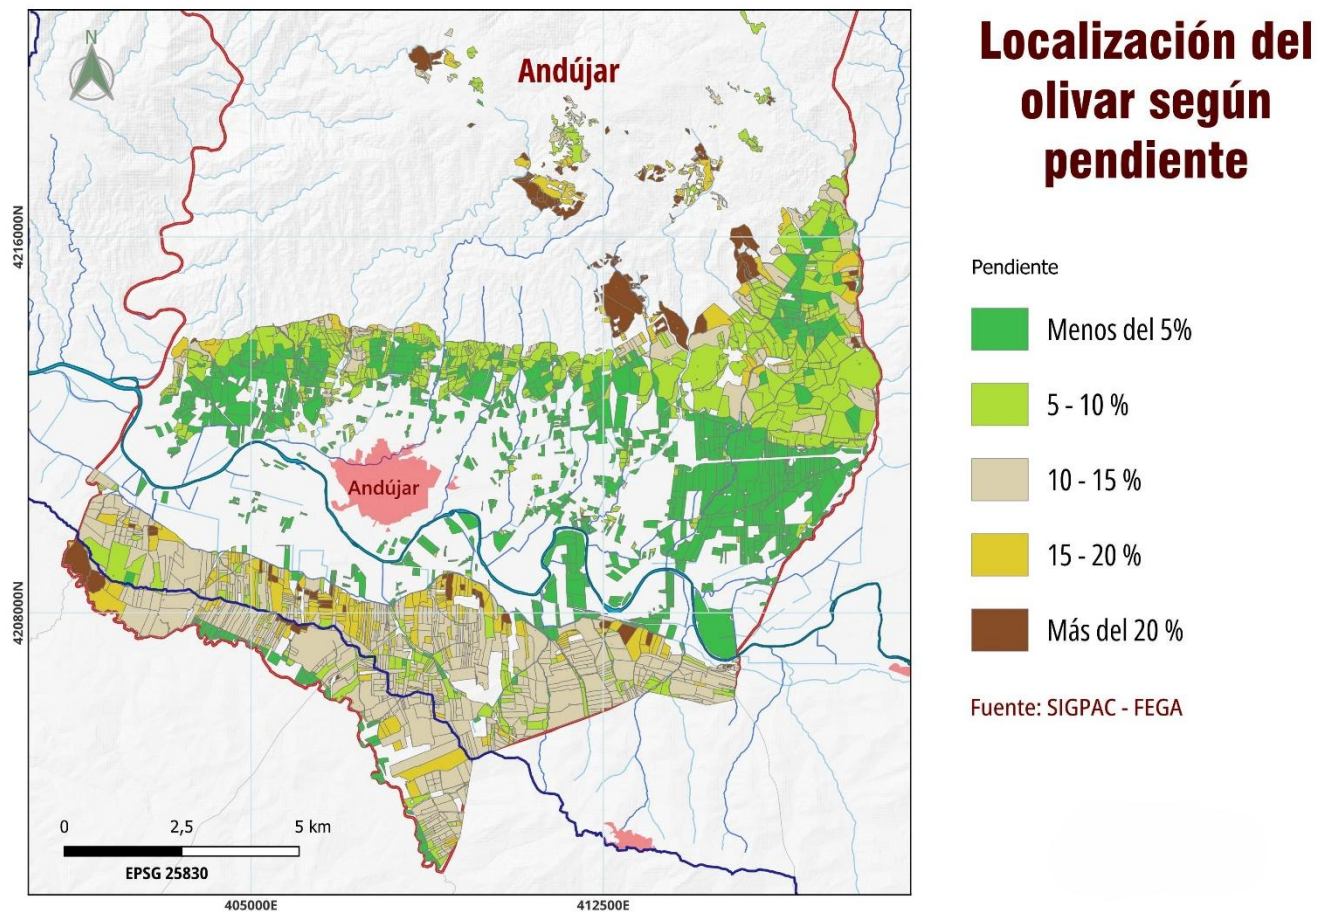 Localización del
olivar según
pendiente
N
Andújar
4216000N
Andújar
4208000N
0 2,5 5 km
EPSG 25830
405000E
412500E
Pendiente
Menos del 5%
5 - 10 %
10 - 15 %
15 - 20 %
Más del 20 %
Fuente: SIGPAC - FEGA